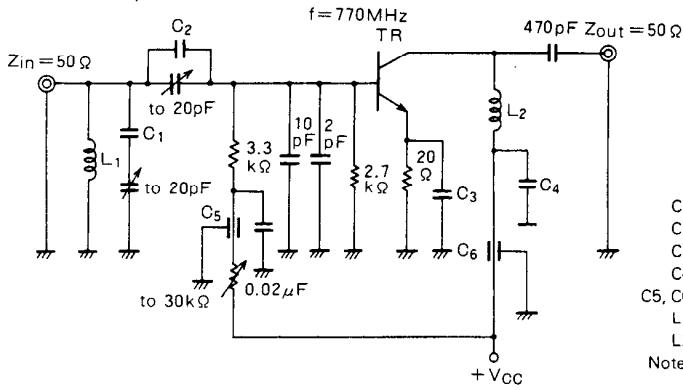 f=770MHz
TR
C2
470pF Zout=50Ω
Zin=50Ω
to 20pF
L1
C1
to 20pF
3.3
kΩ
10
pF
2
pF
2.7
kΩ
20
Ω
C3
L2
C4
C5
C6
0.02μF
to 30kΩ
+VCC
C
C
C
C
C5, C
L
L
Note